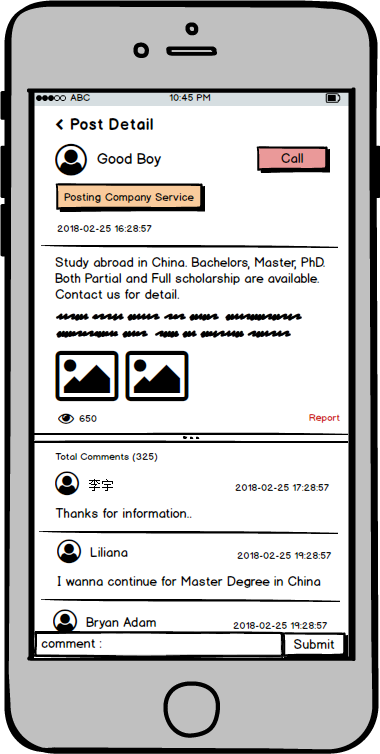 ABC 10:45 PM
< Post Detail
Good Boy
Call
Posting Company Service
2018-02-25 16:28:57
Study abroad in China. Bachelors, Master, PhD.
Both Partial and Full scholarship are available.
Contact us for detail.
650
Report
Total Comments (325)
李宇
2018-02-25 17:28:57
Thanks for information..
Liliana
2018-02-25 19:28:57
I wanna continue for Master Degree in China
Bryan Adam
2018-02-25 19:28:57
comment :
Submit